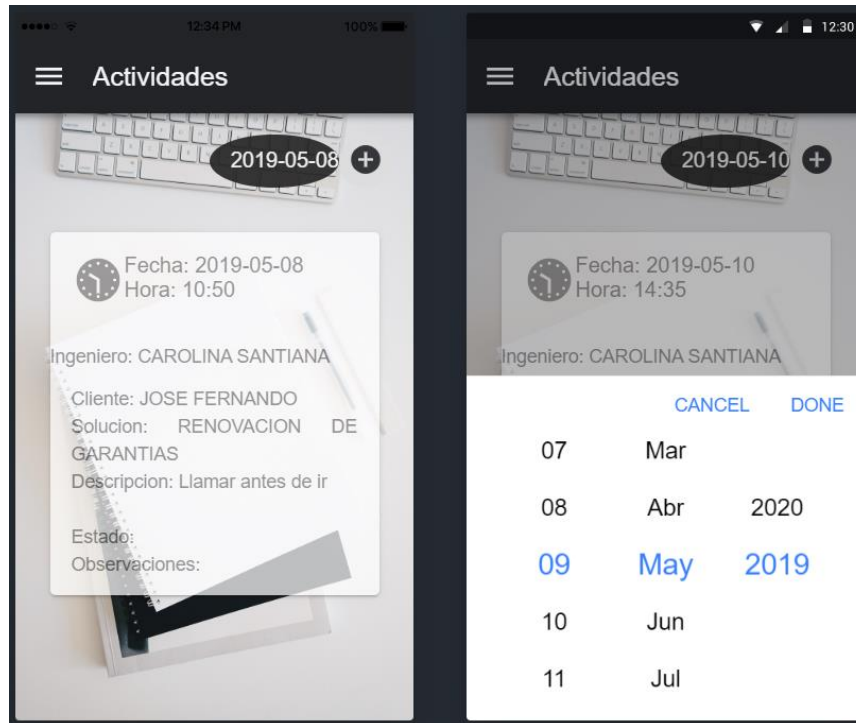 12:34 PM 100%
Actividades
2019-05-08
Fecha: 2019-05-08
Hora: 10:50
Ingeniero: CAROLINA SANTIANA
Cliente: JOSE FERNANDO
Solucion: RENOVACION DE
GARANTIAS
Descripcion: Llamar antes de ir
Estado:
Observaciones:
12:30
Actividades
2019-05-10
Fecha: 2019-05-10
Hora: 14:35
Ingeniero: CAROLINA SANTIANA
CANCEL DONE
07 Mar
08 Abr 2020
09 May 2019
10 Jun
11 Jul